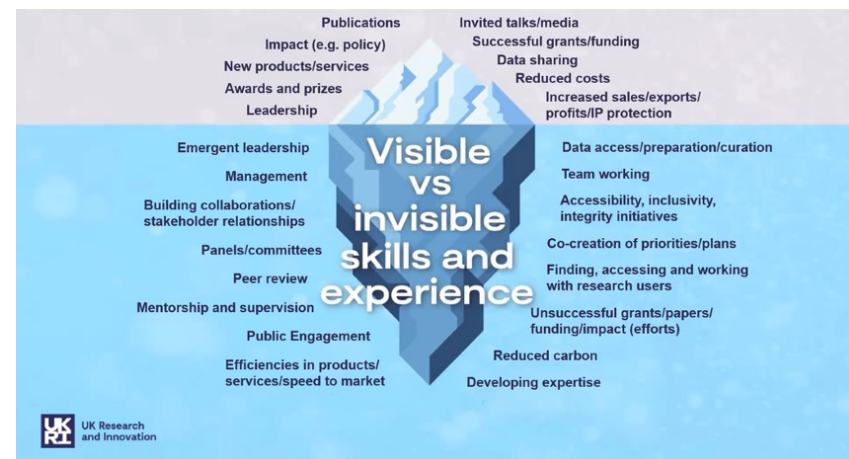 Publications
Impact (e.g. policy)
New products/services
Awards and prizes
Leadership
Invited talks/media
Successful grants/funding
Data sharing
Reduced costs
Increased sales/exports/
profits/IP protection
Visible
vs
invisible
skills and
experience
Emergent leadership
Management
Building collaborations/
stakeholder relationships
Panels/committees
Peer review
Mentorship and supervision
Public Engagement
Efficiencies in products/
services/speed to market
Data access/preparation/curation
Team working
Accessibility, inclusivity,
integrity initiatives
Co-creation of priorities/plans
Finding, accessing and working
with research users
Unsuccessful grants/papers/
funding/impact (efforts)
Reduced carbon
Developing expertise
UK
RI
UK Research
and Innovation